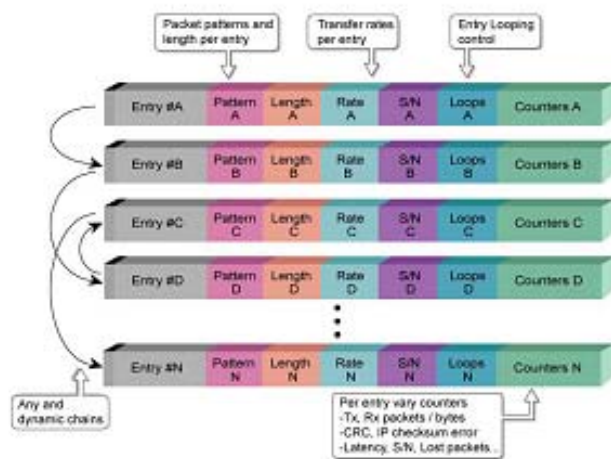 Packet patterns and
length per entry
Transfer rates
per entry
Entry Looping
control
Entry #A Pattern A Length A Rate A S/N A Loops A Counters A
Entry #B Pattern B Length B Rate B S/N B Loops B Counters B
Entry #C Pattern C Length C Rate C S/N C Loops C Counters C
Entry #D Pattern D Length D Rate D S/N D Loops D Counters D
Entry #N Pattern N Length N Rate N S/N N Loops N Counters N
Any and
dynamic chains
Per entry vary counters
-Tx, Rx packets / bytes
-CRC, IP checksum error
-Latency, S/N, Lost packets...